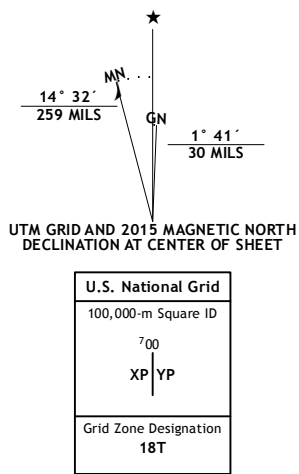 ★
MN
14° 32´
259 MILS
GN
1° 41´
30 MILS
UTM GRID AND 2015 MAGNETIC NORTH
DECLINATION AT CENTER OF SHEET
U.S. National Grid
100,000-m Square ID
⁷00
XP YP
Grid Zone Designation
18T